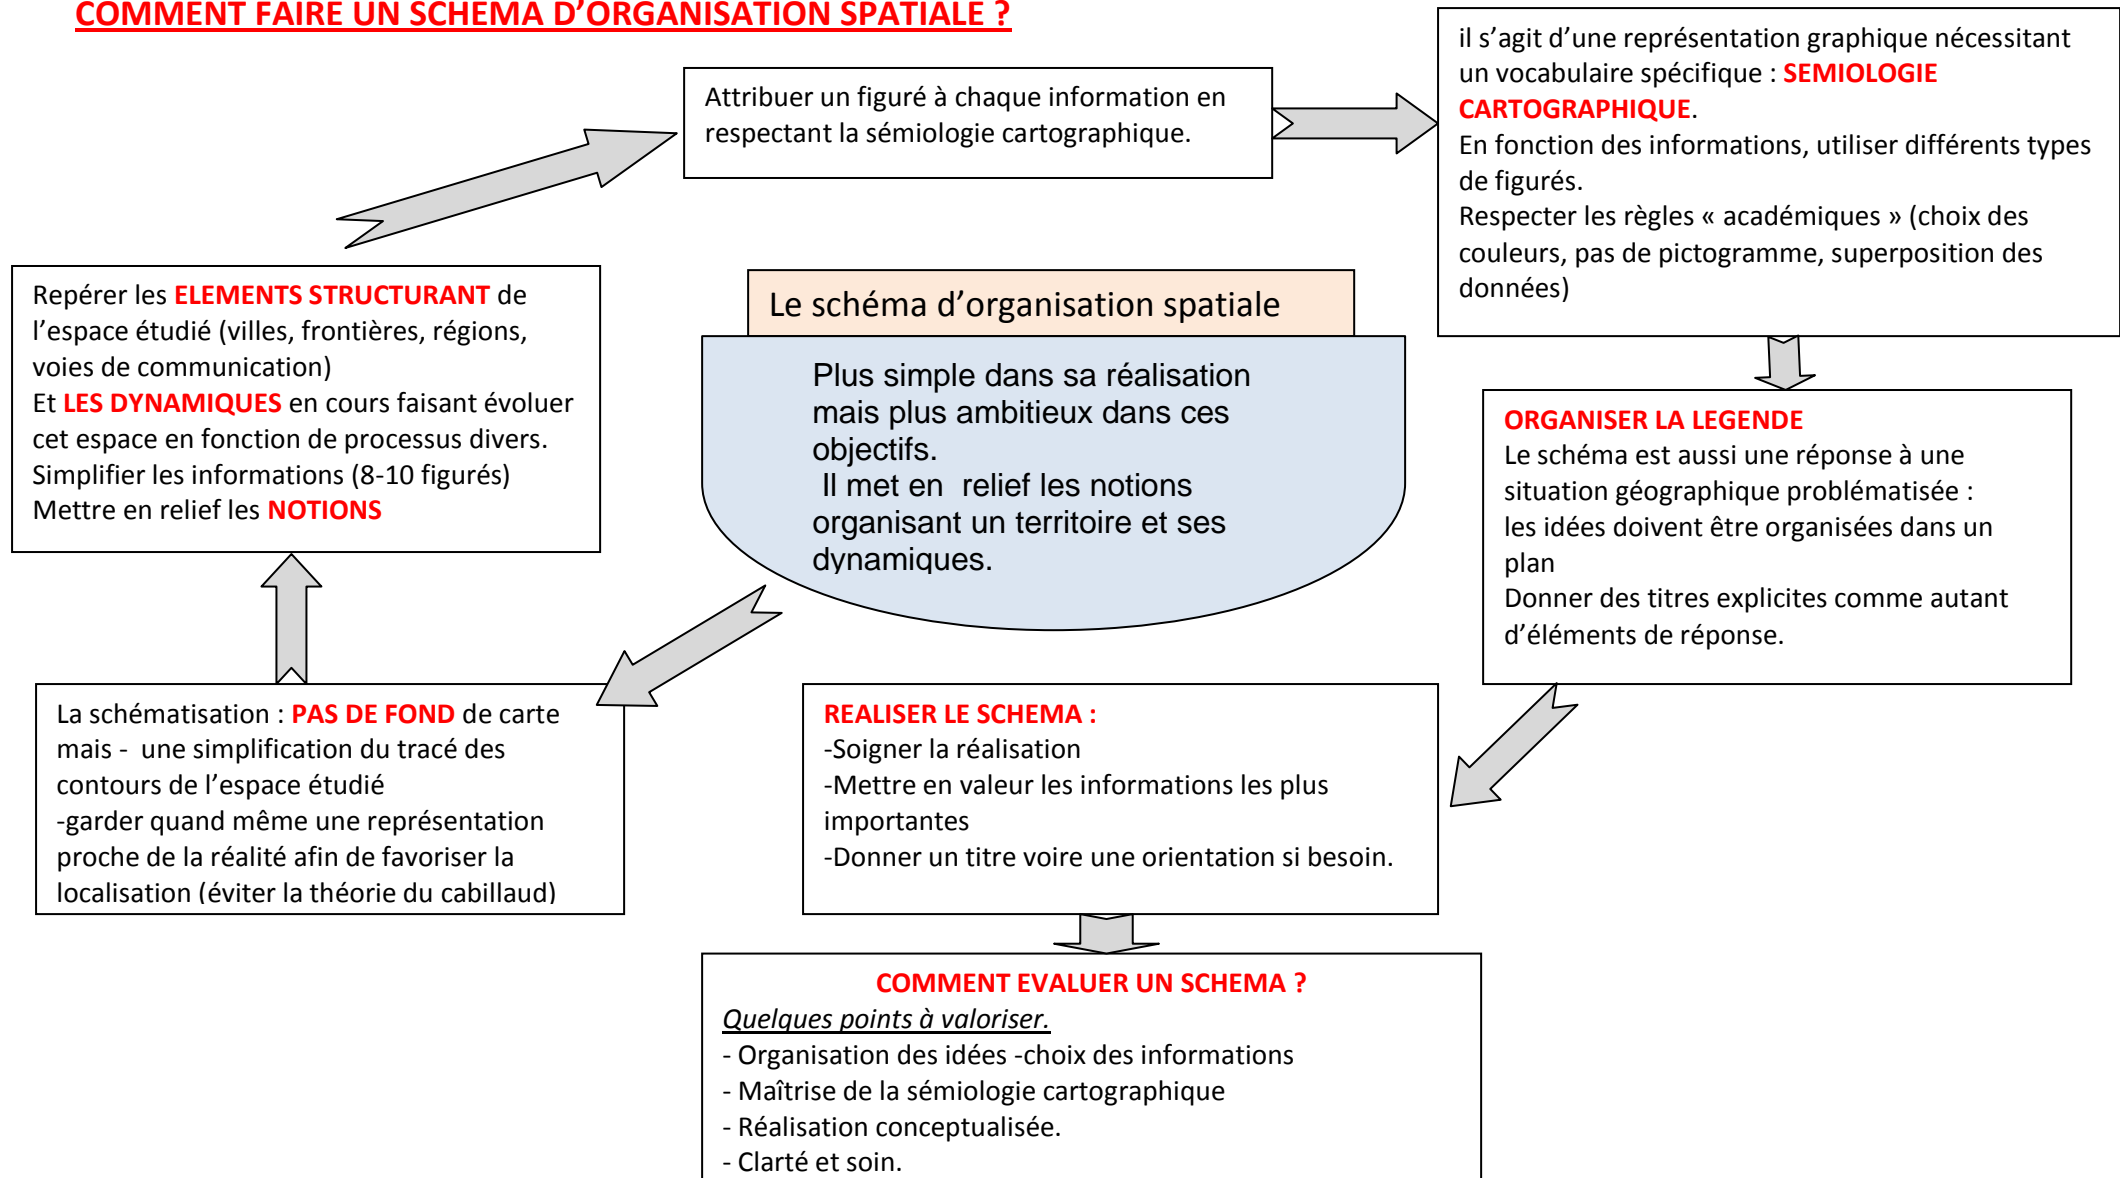 COMMENT FAIRE UN SCHEMA D’ORGANISATION SPATIALE ?
Le schéma d’organisation spatiale
Plus simple dans sa réalisation
mais plus ambitieux dans ces
objectifs.
Il met en relief les notions
organisant un territoire et ses
dynamiques.
La schématisation : PAS DE FOND de carte
mais - une simplification du tracé des
contours de l’espace étudié
-garder quand même une représentation
proche de la réalité afin de favoriser la
localisation (éviter la théorie du cabillaud)
Repérer les ELEMENTS STRUCTURANT de
l’espace étudié (villes, frontières, régions,
voies de communication)
Et LES DYNAMIQUES en cours faisant évoluer
cet espace en fonction de processus divers.
Simplifier les informations (8-10 figurés)
Mettre en relief les NOTIONS
Attribuer un figuré à chaque information en
respectant la sémiologie cartographique.
il s’agit d’une représentation graphique nécessitant
un vocabulaire spécifique : SEMIOLOGIE
CARTOGRAPHIQUE.
En fonction des informations, utiliser différents types
de figurés.
Respecter les règles « académiques » (choix des
couleurs, pas de pictogramme, superposition des
données)
ORGANISER LA LEGENDE
Le schéma est aussi une réponse à une
situation géographique problématisée :
les idées doivent être organisées dans un
plan
Donner des titres explicites comme autant
d’éléments de réponse.
REALISER LE SCHEMA :
-Soigner la réalisation
-Mettre en valeur les informations les plus
importantes
-Donner un titre voire une orientation si besoin.
COMMENT EVALUER UN SCHEMA ?
Quelques points à valoriser.
- Organisation des idées -choix des informations
- Maîtrise de la sémiologie cartographique
- Réalisation conceptualisée.
- Clarté et soin.